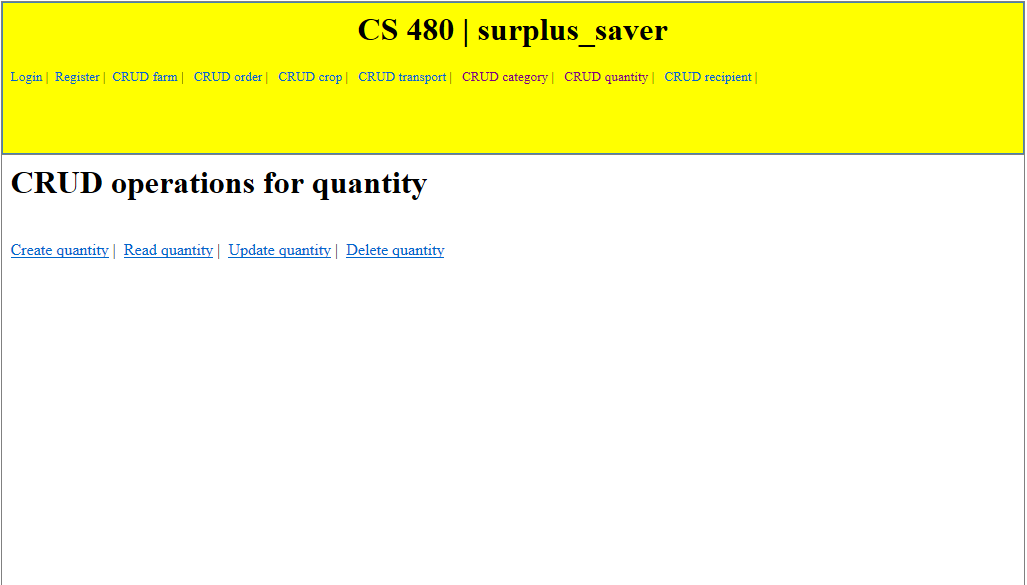 CS 480 | surplus_saver
Login | Register | CRUD farm | CRUD order | CRUD crop | CRUD transport | CRUD category | CRUD quantity | CRUD recipient |
CRUD operations for quantity
Create quantity | Read quantity | Update quantity | Delete quantity